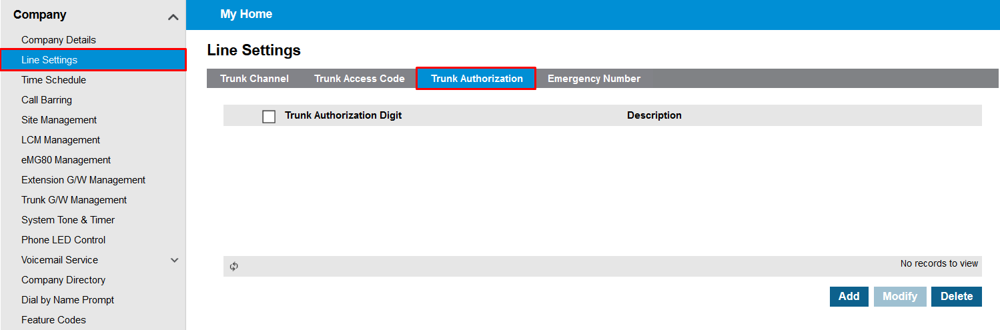 Company
Company Details
Line Settings
Time Schedule
Call Barring
Site Management
LCM Management
eMG80 Management
Extension G/W Management
Trunk G/W Management
System Tone & Timer
Phone LED Control
Voicemail Service
Company Directory
Dial by Name Prompt
Feature Codes
My Home
Line Settings
Trunk Channel Trunk Access Code Trunk Authorization Emergency Number
Trunk Authorization Digit Description
No records to view
Add Modify Delete